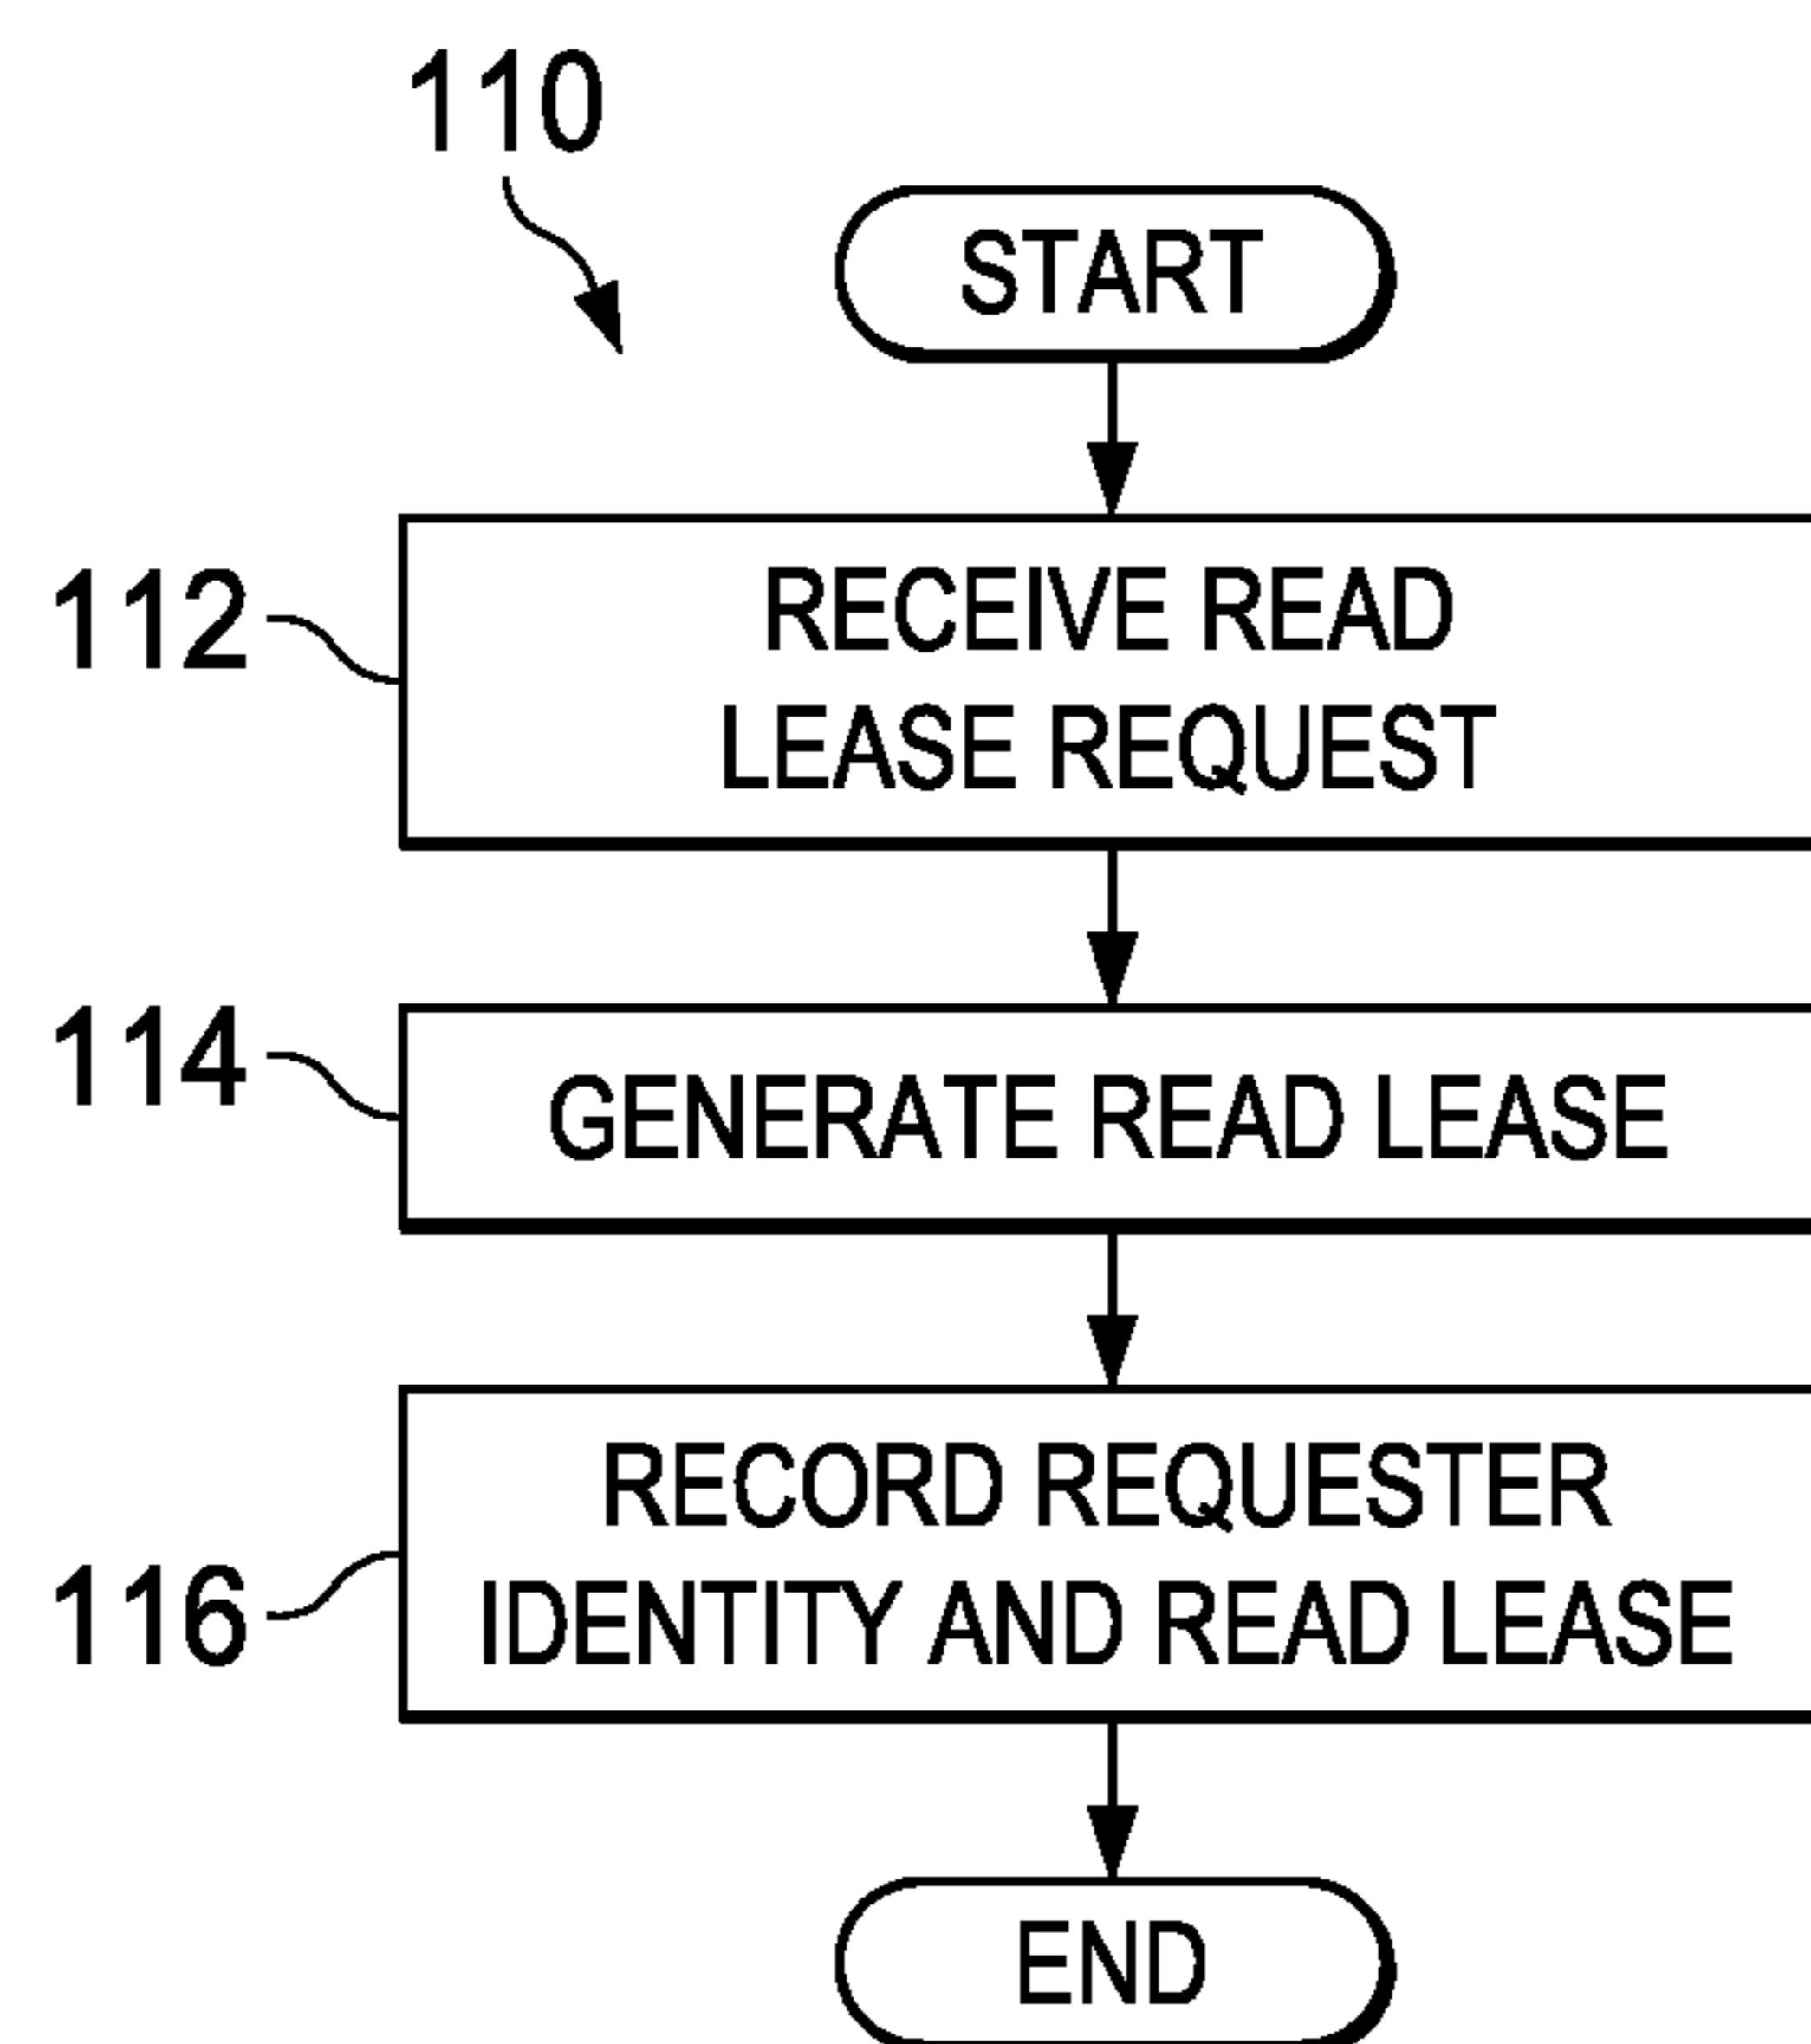 110
START
112
RECEIVE READ
LEASE REQUEST
114
GENERATE READ LEASE
RECORD REQUESTER
116
IDENTITY AND READ LEASE
END